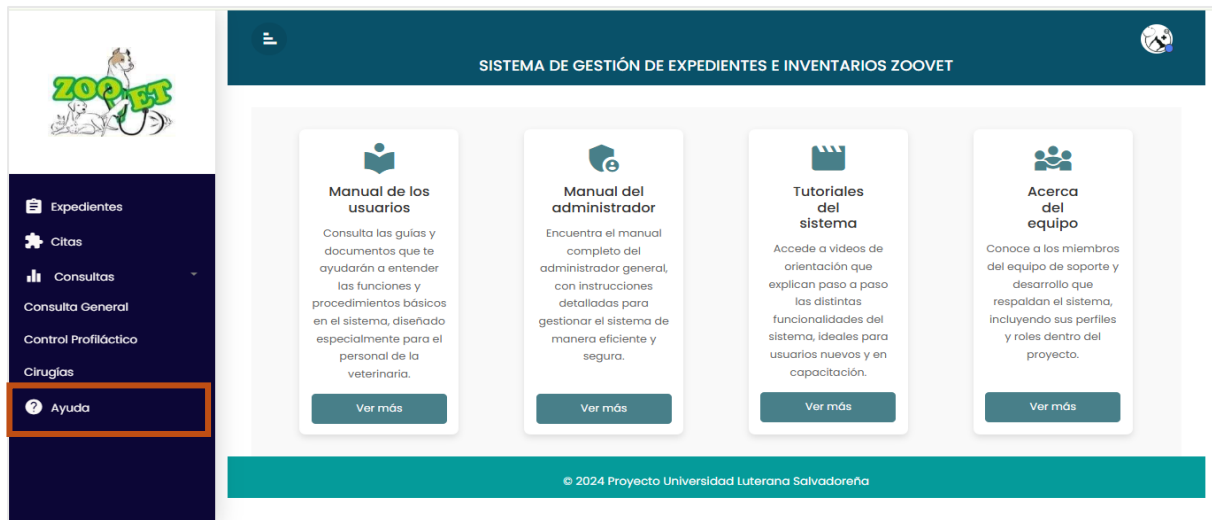 ZOOVET
Expedientes
Citas
Consultas
Consulta General
Control Profiláctico
Cirugías
Ayuda
SISTEMA DE GESTIÓN DE EXPEDIENTES E INVENTARIOS ZOOVET
Manual de los
usuarios
Consulta las guías y
documentos que te
ayudarán a entender
las funciones y
procedimientos básicos
en el sistema, diseñado
especialmente para el
personal de la
veterinaria.
Ver más
Manual del
administrador
Encuentra el manual
completo del
administrador general,
con instrucciones
detalladas para
gestionar el sistema de
manera eficiente y
segura.
Ver más
Tutoriales
del
sistema
Accede a videos de
orientación que
explican paso a paso
las distintas
funcionalidades del
sistema, ideales para
usuarios nuevos y en
capacitación.
Ver más
Acerca
del
equipo
Conoce a los miembros
del equipo de soporte y
desarrollo que
respaldan el sistema,
incluyendo sus perfiles
y roles dentro del
proyecto.
Ver más
© 2024 Proyecto Universidad Luterana Salvadoreña